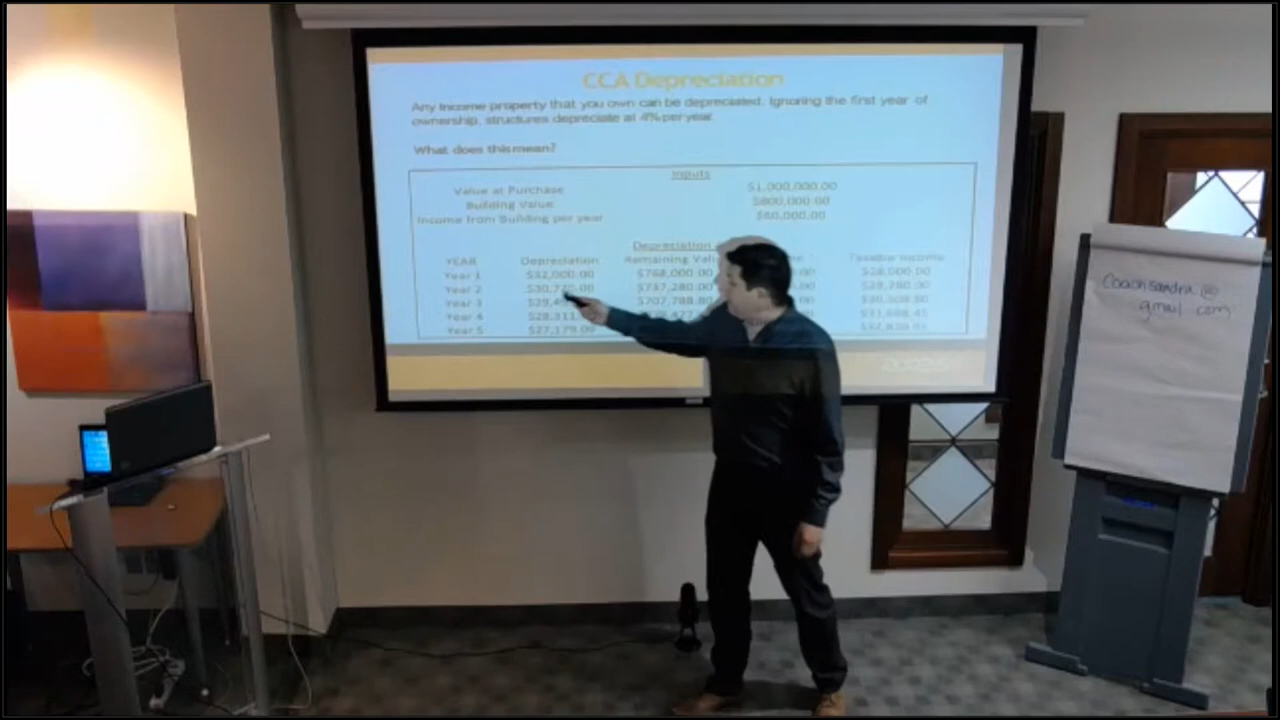 CCA Depreciation
Any income property that you own can be depreciated. Ignoring the first year of
ownership, structures depreciate at 4% per year.
What does this mean?
Inputs
Value at Purchase $1,000,000.00
Building Value $800,000.00
Income from Building per year $60,000.00
Depreciation
YEAR Depreciation Remaining Taxable Income
Year 1 $32,000.00 $768,000.00 $28,000.00
Year 2 $30,720.00 $737,280.00 $29,280.00
Year 3 $707,788.80
Year 4
Year 5 $27,179.00
Coachsandra@
gmail com